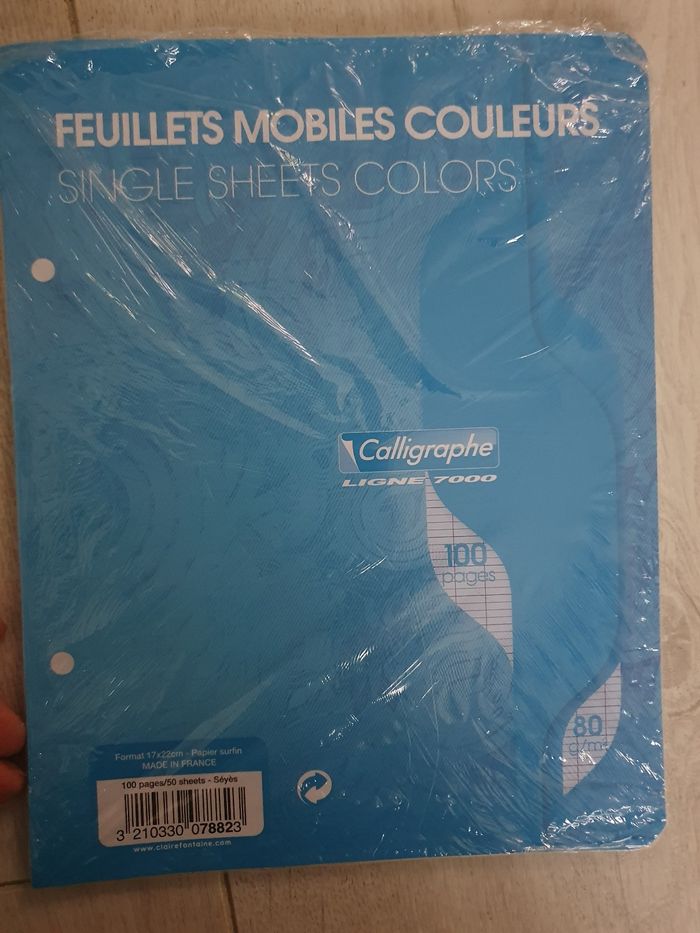 FEUILLETS MOBILES COULEURS
SINGLE SHEETS COLORS
Calligraphe
LIGNE 7000
100
pages
80
g/m²
Format 17x22cm - Papier surfin
MADE IN FRANCE
100 pages/50 sheets - Séyès
3 210330 078823
www.clairefontaine.com